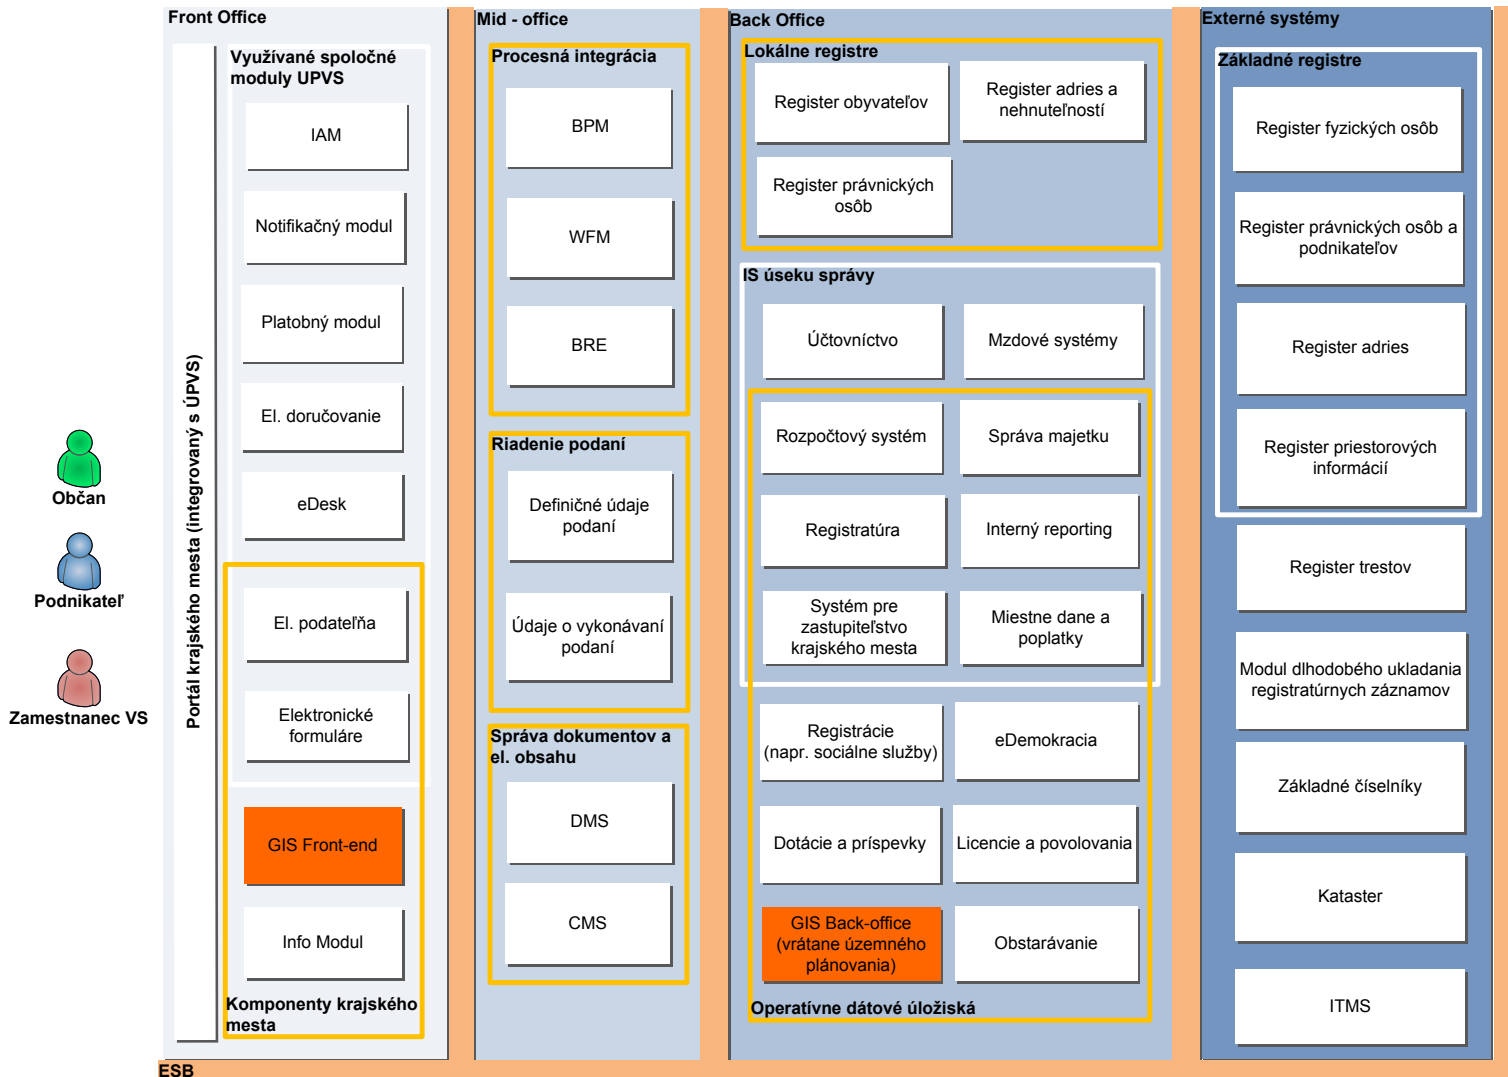 Občan
Podnikateľ
Zamestnanec VS
Front Office
Portál krajského mesta (integrovaný s ÚPVS)
Využívané spoločné
moduly UPVS
IAM
Notifikačný modul
Platobný modul
El. doručovanie
eDesk
El. podateľňa
Elektronické
formuláre
GIS Front-end
Info Modul
Komponenty krajského
mesta
Mid - office
Procesná integrácia
BPM
WFM
BRE
Riadenie podaní
Definičné údaje
podaní
Údaje o vykonávaní
podaní
Správa dokumentov a
el. obsahu
DMS
CMS
Back Office
Lokálne registre
Register obyvateľov
Register adries a
nehnuteľností
Register právnických
osôb
IS úseku správy
Účtovníctvo
Mzdové systémy
Rozpočtový systém
Správa majetku
Registratúra
Interný reporting
Systém pre
zastupiteľstvo
krajského mesta
Miestne dane a
poplatky
Registrácie
(napr. sociálne služby)
eDemokracia
Dotácie a príspevky
Licencie a povolovania
GIS Back-office
(vrátane územného
plánovania)
Obstarávanie
Operatívne dátové úložiská
Externé systémy
Základné registre
Register fyzických osôb
Register právnických osôb a
podnikateľov
Register adries
Register priestorových
informácií
Register trestov
Modul dlhodobého ukladania
registratúrnych záznamov
Základné číselníky
Kataster
ITMS
ESB